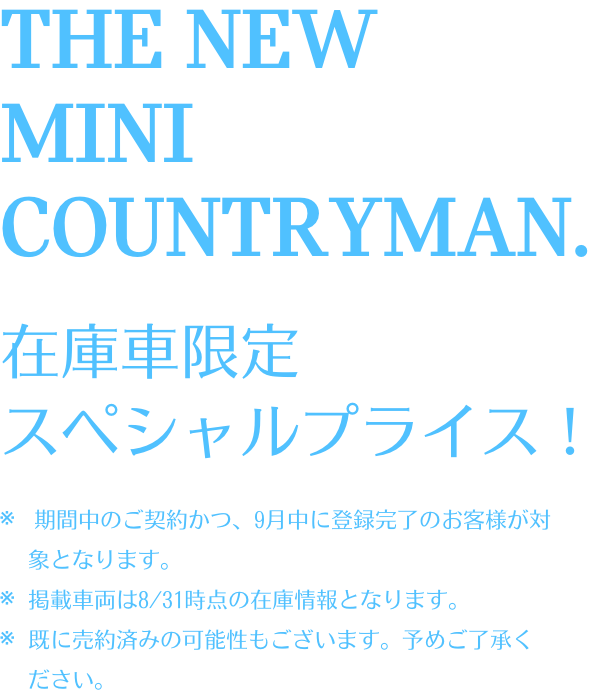 THE NEW
MINI
COUNTRYMAN.
在庫車限定
スペシャルプライス！
※ 期間中のご契約かつ、9月中に登録完了のお客様が対
象となります。
※ 掲載車両は8/31時点の在庫情報となります。
※ 既に売約済みの可能性もございます。予めご了承く
ださい。